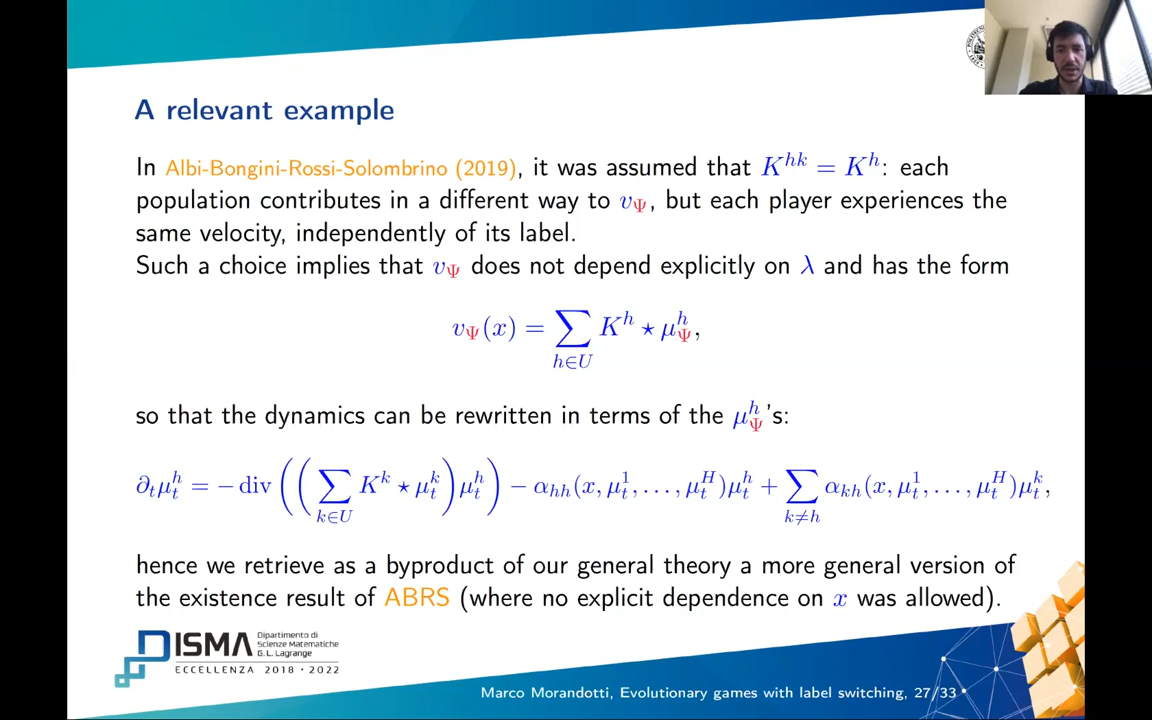 A relevant example
In Albi-Bongini-Rossi-Solombrino (2019), it was assumed that K^{hk} = K^h: each
population contributes in a different way to v_Ψ, but each player experiences the
same velocity, independently of its label.
Such a choice implies that v_Ψ does not depend explicitly on λ and has the form
v_Ψ(x) = ∑_{h∈U} K^h ⋆ μ^h_Ψ,
so that the dynamics can be rewritten in terms of the μ^h_Ψ's:
∂_t μ^h_t = − div((∑_{k∈U} K^k ⋆ μ^k_t) μ^h_t) − α_{hh}(x, μ^1_t, . . . , μ^H_t)μ^h_t + ∑_{k≠h} α_{kh}(x, μ^1_t, . . . , μ^H_t)μ^k_t,
hence we retrieve as a byproduct of our general theory a more general version of
the existence result of ABRS (where no explicit dependence on x was allowed).
DISMA
Dipartimento di
Scienze Matematiche
G. L. Lagrange
ECCELLENZA 2018 · 2022
Marco Morandotti, Evolutionary games with label switching, 27/33